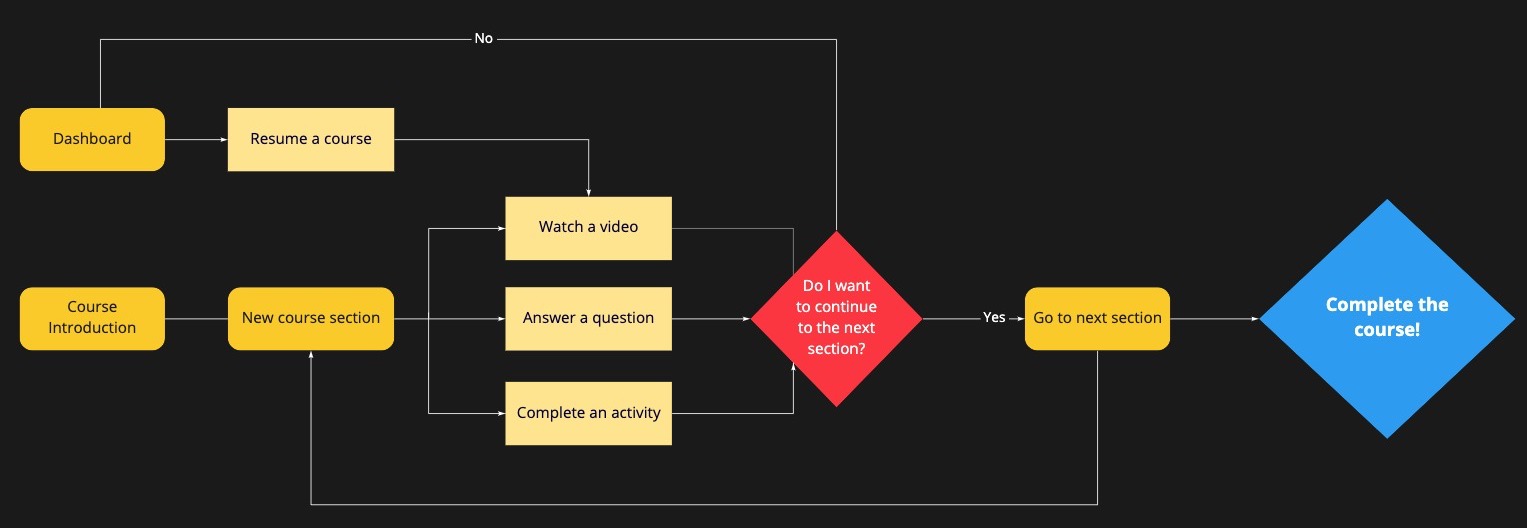 No
Dashboard
Resume a course
Watch a video
Course
Introduction
New course section
Answer a question
Do I want
to continue
to the next
section?
Yes
Go to next section
Complete the
course!
Complete an activity